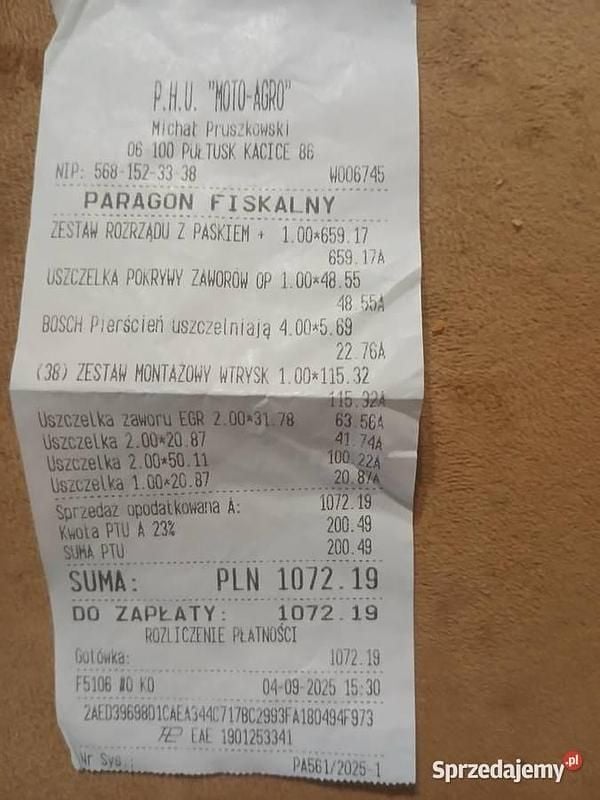 P.H.U. "MOTO-AGRO"
Michał Pruszkowski
06 100 PUŁTUSK KACICE 86
NIP: 568-152-33-38 W006745
PARAGON FISKALNY
ZESTAW ROZRZĄDU Z PASKIEM + 1.00*659.17
659.17A
USZCZELKA POKRYWY ZAWORÓW OP 1.00*48.55
48.55A
BOSCH Pierścień uszczelniają 4.00*5.69
22.76A
(38) ZESTAW MONTAŻOWY WTRYSK 1.00*115.32
115.32A
Uszczelka zaworu EGR 2.00*31.78 63.56A
Uszczelka 2.00*20.87 41.74A
Uszczelka 2.00*50.11 100.22A
Uszczelka 1.00*20.87 20.87A
Sprzedaż opodatkowana A: 1072.19
Kwota PTU A 23% 200.49
SUMA PTU 200.49
SUMA: PLN 1072.19
DO ZAPŁATY: 1072.19
ROZLICZENIE PŁATNOŚCI
Gotówka: 1072.19
F5106 #0 KO 04-09-2025 15:30
2AED39698D1CAEA344C717BC2993FA180494F973
EAE 1901253341
Nr Sys.: PA561/2025-1
Sprzedajemy.pl